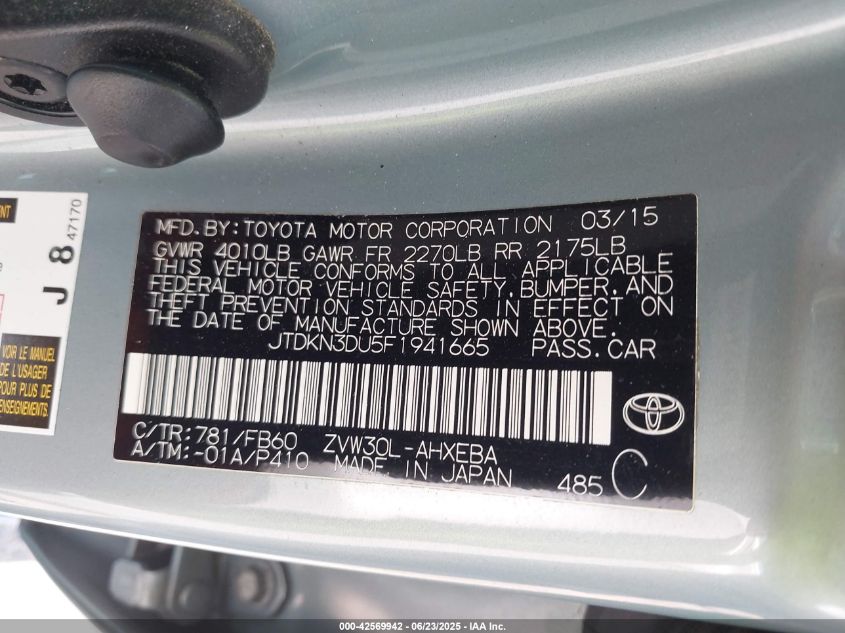 MFD.BY:TOYOTA MOTOR CORPORATION 03/15
GVWR 4010LB GAWR FR 2270LB RR 2175LB
THIS VEHICLE CONFORMS TO ALL APPLICABLE
FEDERAL MOTOR VEHICLE SAFETY,BUMPER,AND
THEFT PREVENTION STANDARDS IN EFFECT ON
THE DATE OF MANUFACTURE SHOWN ABOVE.
JTDKN3DU5F1941665 PASS.CAR
C/TR:781/FB60 ZVW30L-AHXEBA
A/TM:-01A/P410 MADE IN JAPAN 485 C
J 8 47170
VOIR LE MANUEL
DE L'USAGER
POUR PLUS DE
000-42569942 - 06/23/2025 - IAA Inc.